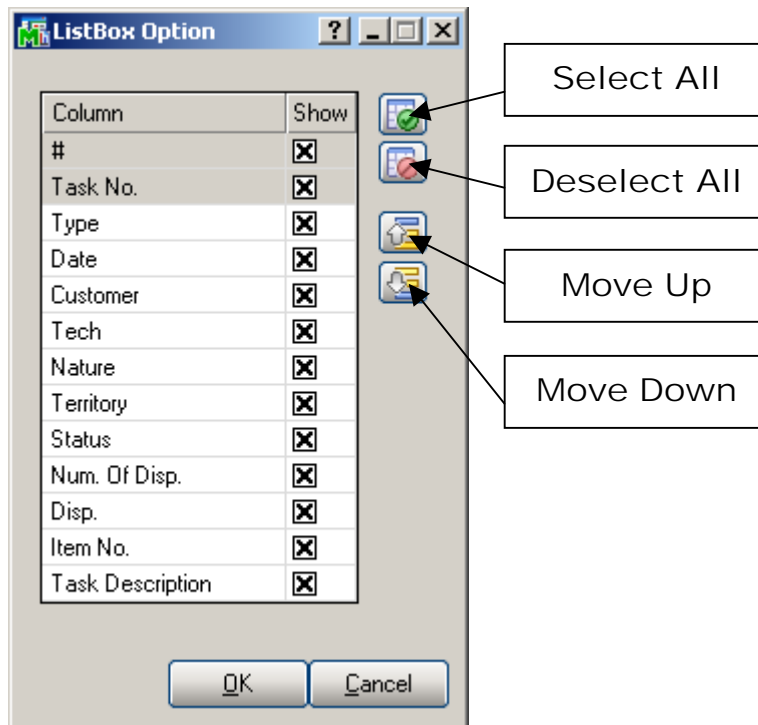 ListBox Option
Column Show
#
Task No.
Type
Date
Customer
Tech
Nature
Territory
Status
Num. Of Disp.
Disp.
Item No.
Task Description
OK Cancel
Select All
Deselect All
Move Up
Move Down